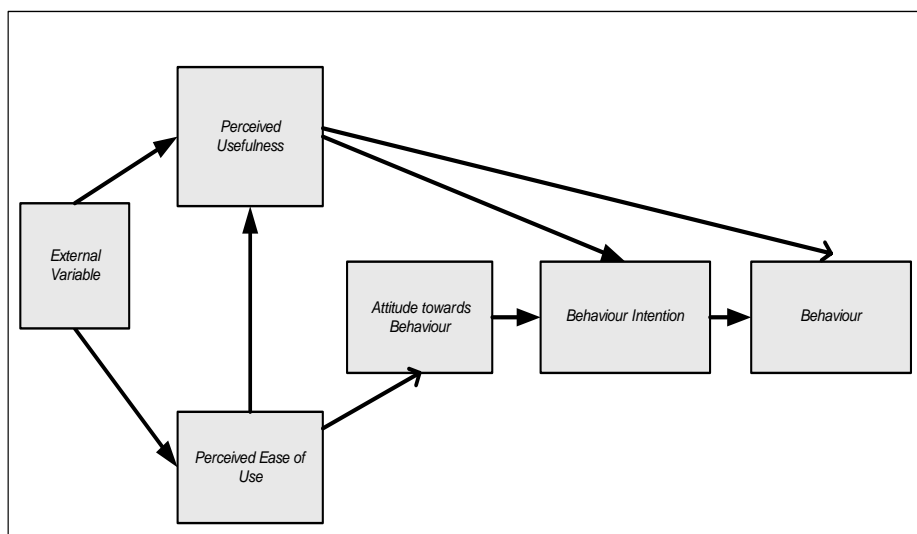 Perceived
Usefulness
External
Variable
Attitude towards
Behaviour
Behaviour Intention
Behaviour
Perceived Ease of
Use